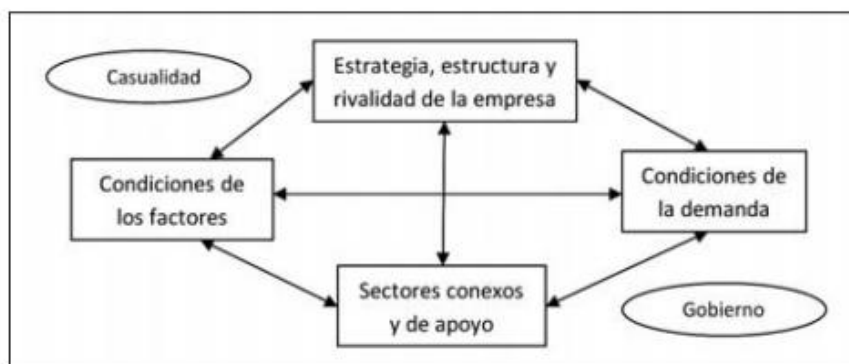 Casualidad
Estrategia, estructura y
rivalidad de la empresa
Condiciones de
los factores
Condiciones de
la demanda
Sectores conexos
y de apoyo
Gobierno